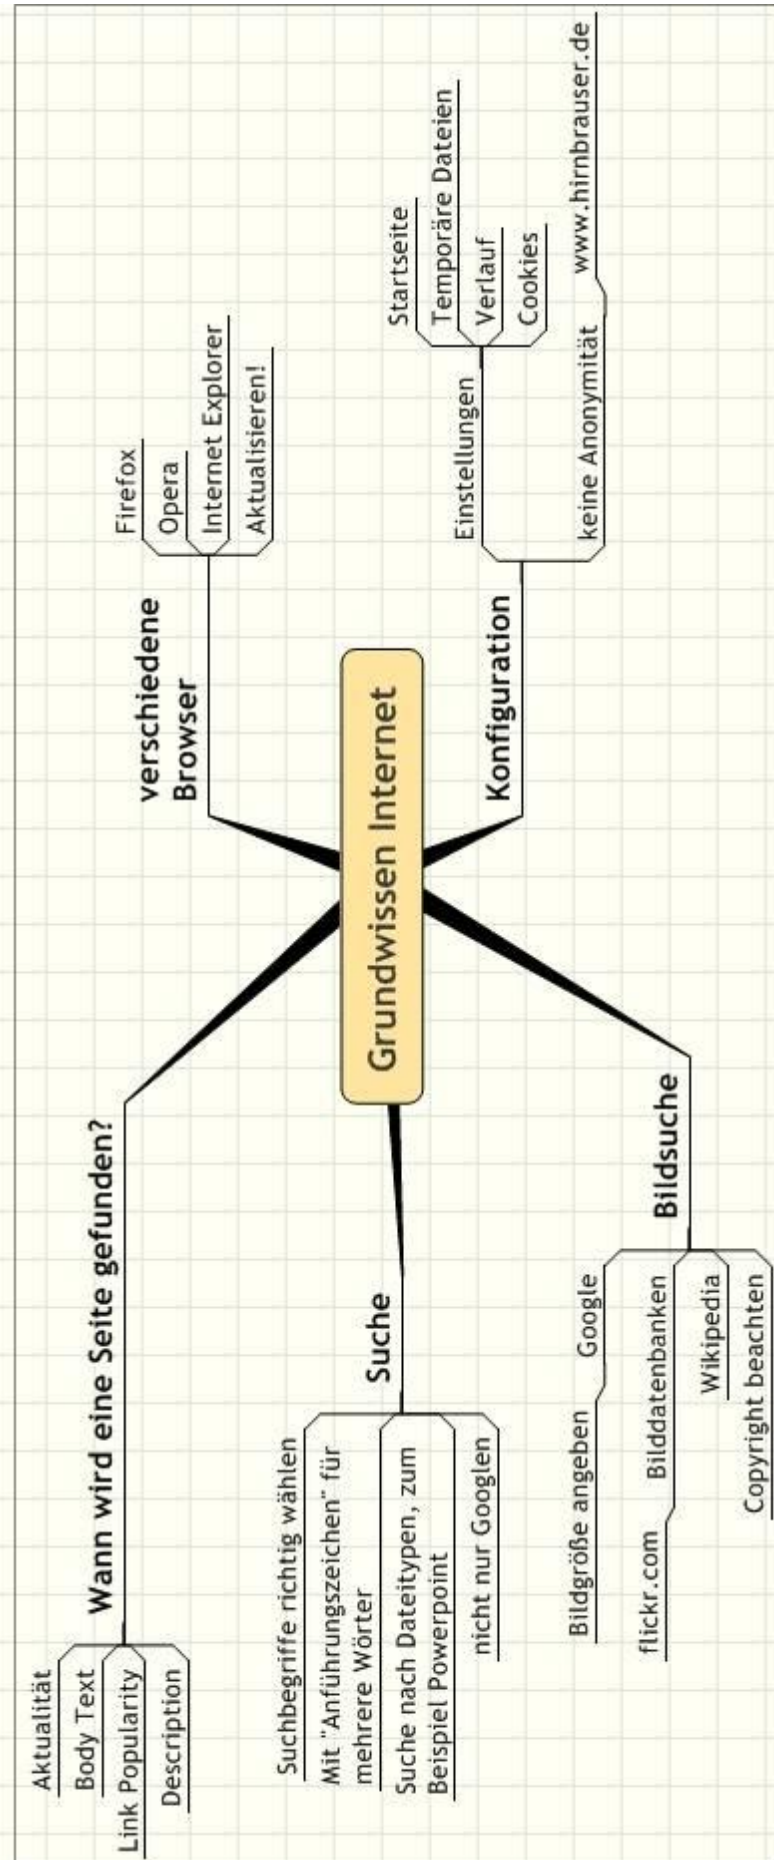 Grundwissen Internet
verschiedene
Browser
Firefox
Opera
Internet Explorer
Aktualisieren!
Konfiguration
Einstellungen
Startseite
Temporäre Dateien
Verlauf
Cookies
keine Anonymität
www.hirnbrauser.de
Bildsuche
Google
Bildgröße angeben
Bilddatenbanken
flickr.com
Wikipedia
Copyright beachten
Suche
Suchbegriffe richtig wählen
Mit "Anführungszeichen" für
mehrere Wörter
Suche nach Dateitypen, zum
Beispiel Powerpoint
nicht nur Googlen
Wann wird eine Seite gefunden?
Aktualität
Body Text
Link Popularity
Description